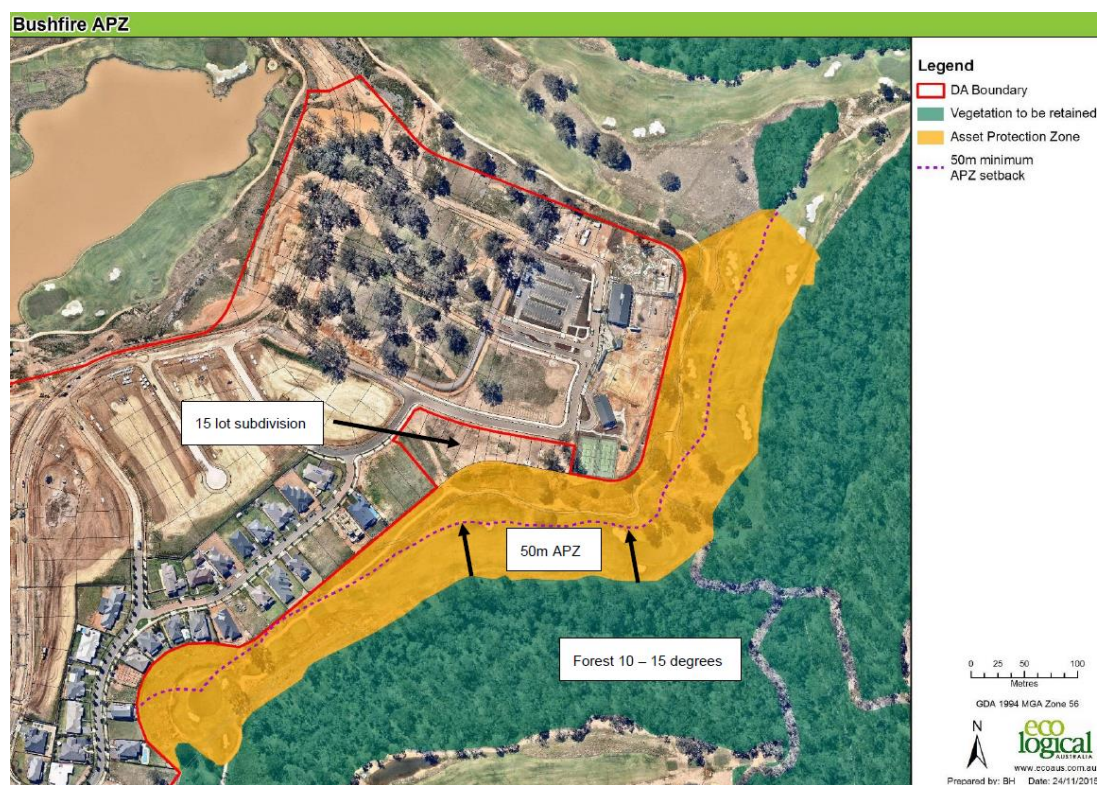 Bushfire APZ
Legend
DA Boundary
Vegetation to be retained
Asset Protection Zone
50m minimum
APZ setback
15 lot subdivision
50m APZ
Forest 10 – 15 degrees
0 25 50 100
Metres
GDA 1994 MGA Zone 56
N
eco
logical
AUSTRALIA
www.ecoaus.com.au
Prepared by: BH Date: 24/11/2015